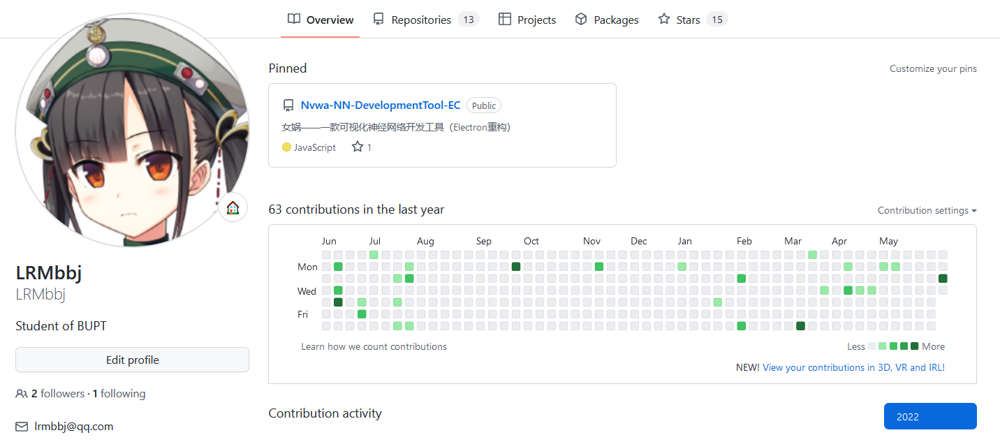 Overview Repositories 13 Projects Packages Stars 15
LRMbbj
LRMbbj
Student of BUPT
Edit profile
2 followers · 1 following
lrmbbj@qq.com
Pinned
Customize your pins
Nvwa-NN-DevelopmentTool-EC Public
女娲———一款可视化神经网络开发工具（Electron重构）
JavaScript 1
63 contributions in the last year
Contribution settings
Jun Jul Aug Sep Oct Nov Dec Jan Feb Mar Apr May
Mon
Wed
Fri
Learn how we count contributions
Less More
NEW! View your contributions in 3D, VR and IRL!
Contribution activity
2022